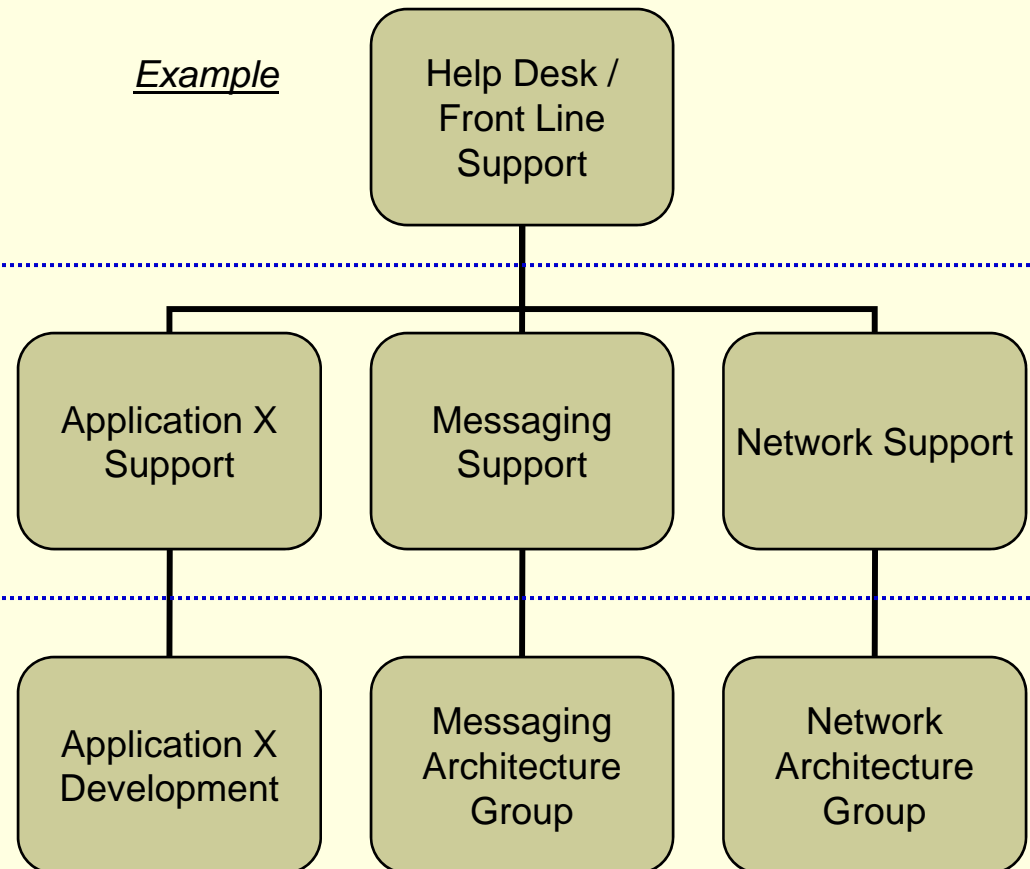 Example
Help Desk /
Front Line
Support
Application X
Support
Messaging
Support
Network Support
Application X
Development
Messaging
Architecture
Group
Network
Architecture
Group